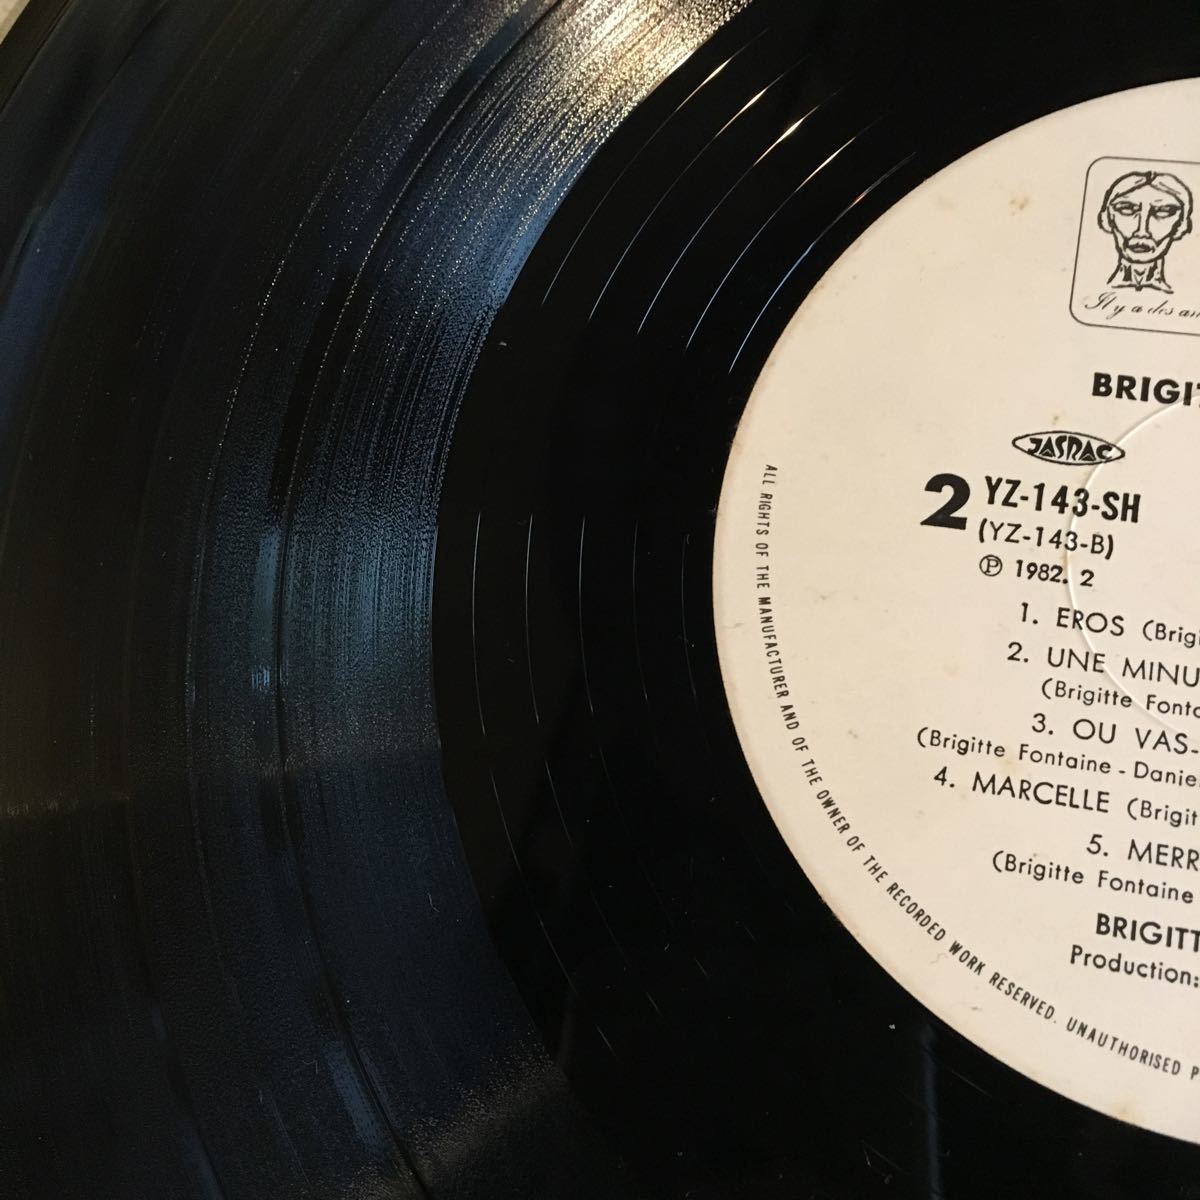 Il y a des an
BRIGIT
JASRAC
2 YZ-143-SH
(YZ-143-B)
Ⓟ 1982. 2
1. EROS (Brigi
2. UNE MINU
(Brigitte Fonta
3. OU VAS-
(Brigitte Fontaine - Danie
4. MARCELLE (Brigit
5. MERR
(Brigitte Fontaine
BRIGITT
Production:
ALL RIGHTS OF THE MANUFACTURER AND OF THE OWNER OF THE RECORDED WORK RESERVED. UNAUTHORISED P